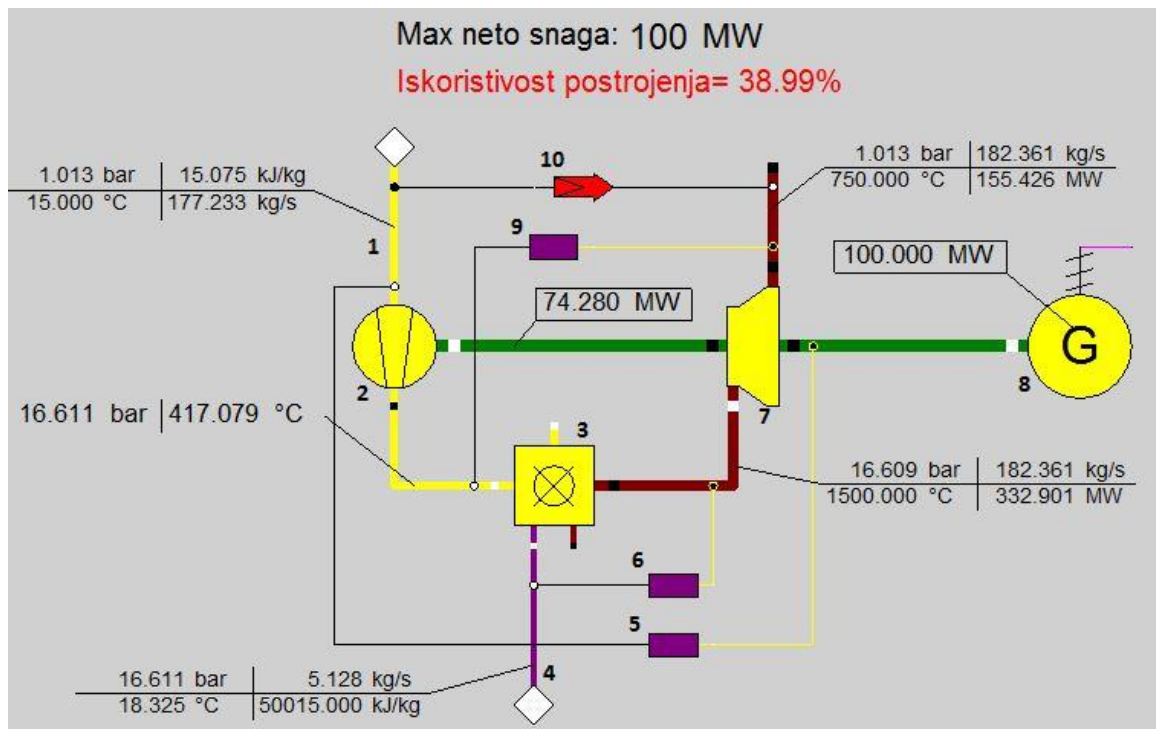 Max neto snaga: 100 MW
Iskoristivost postrojenja= 38.99%
10
1.013 bar 15.075 kJ/kg
15.000 °C 177.233 kg/s
1.013 bar 182.361 kg/s
750.000 °C 155.426 MW
1
9
100.000 MW
74.280 MW
G
2
7
8
16.611 bar 417.079 °C
3
16.609 bar 182.361 kg/s
1500.000 °C 332.901 MW
6
5
4
16.611 bar 5.128 kg/s
18.325 °C 50015.000 kJ/kg